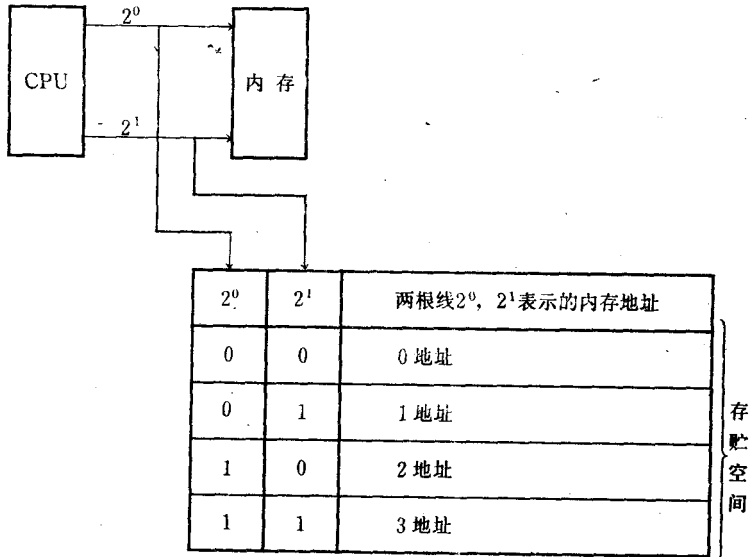 2⁰
CPU
内存
2¹
2⁰ 2¹ 两根线2⁰，2¹表示的内存地址
0 0 0地址
0 1 1地址
1 0 2地址
1 1 3地址
存贮空间